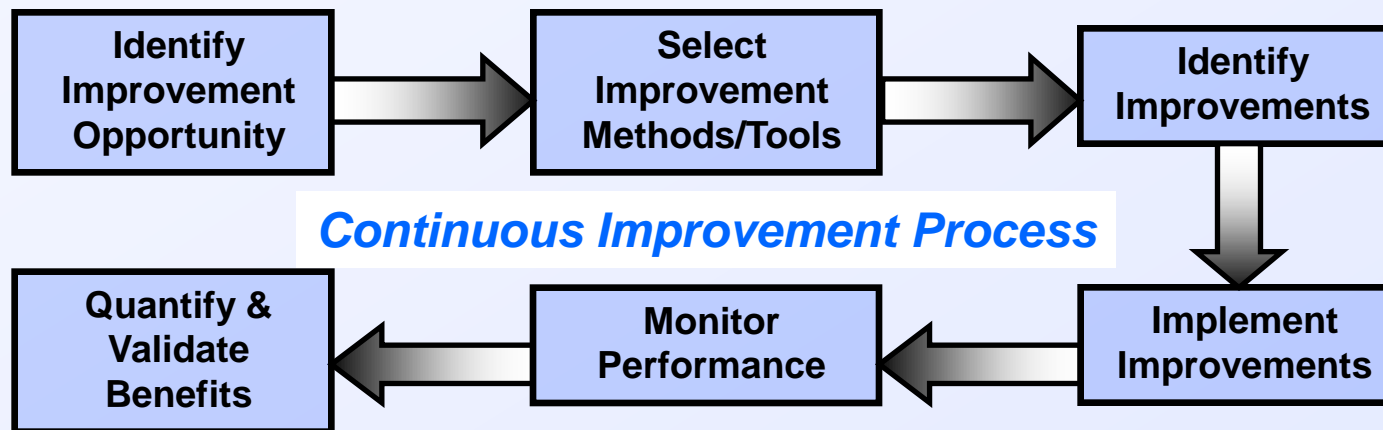 Identify
Improvement
Opportunity
Select
Improvement
Methods/Tools
Identify
Improvements
Continuous Improvement Process
Quantify &
Validate
Benefits
Monitor
Performance
Implement
Improvements